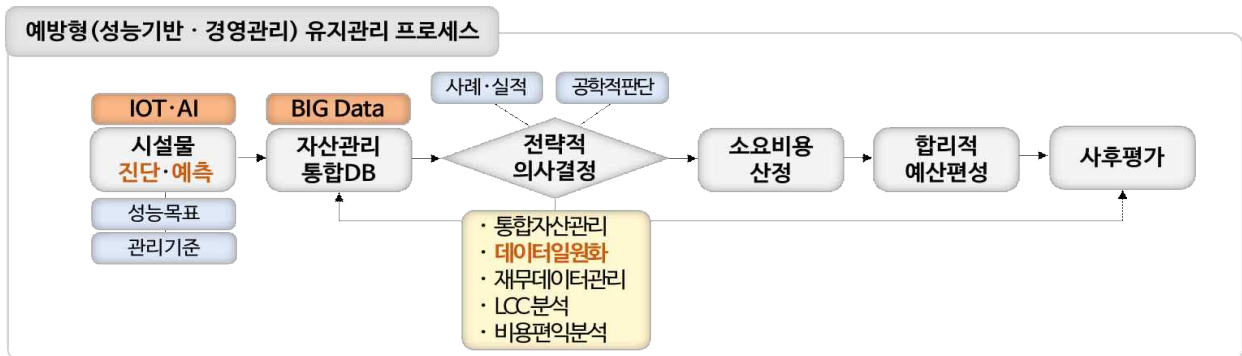 예방형(성능기반 · 경영관리) 유지관리 프로세스
사례·실적
공학적판단
IOT·AI
BIG Data
시설물
진단·예측
자산관리
통합DB
전략적
의사결정
소요비용
산정
합리적
예산편성
사후평가
성능목표
관리기준
· 통합자산관리
· 데이터일원화
· 재무데이터관리
· LCC분석
· 비용편익분석